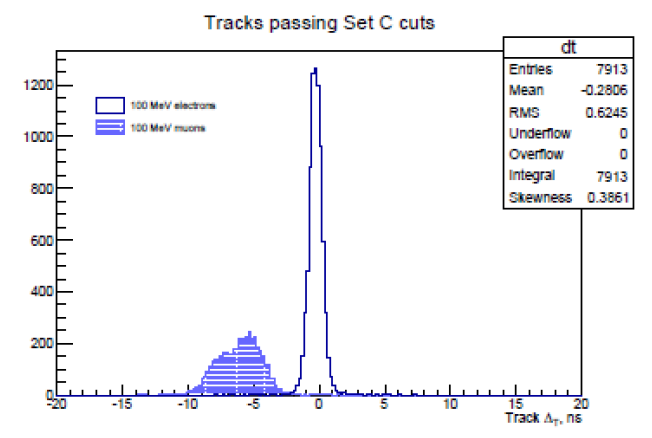 Tracks passing Set C cuts
dt
Entries 7913
Mean -0.2806
RMS 0.6245
Underflow 0
Overflow 0
Integral 7913
Skewness 0.3861
100 MeV electrons
100 MeV muons
1200
1000
800
600
400
200
0
-20 -15 -10 -5 0 5 10 15 20
Track Δ_T, ns